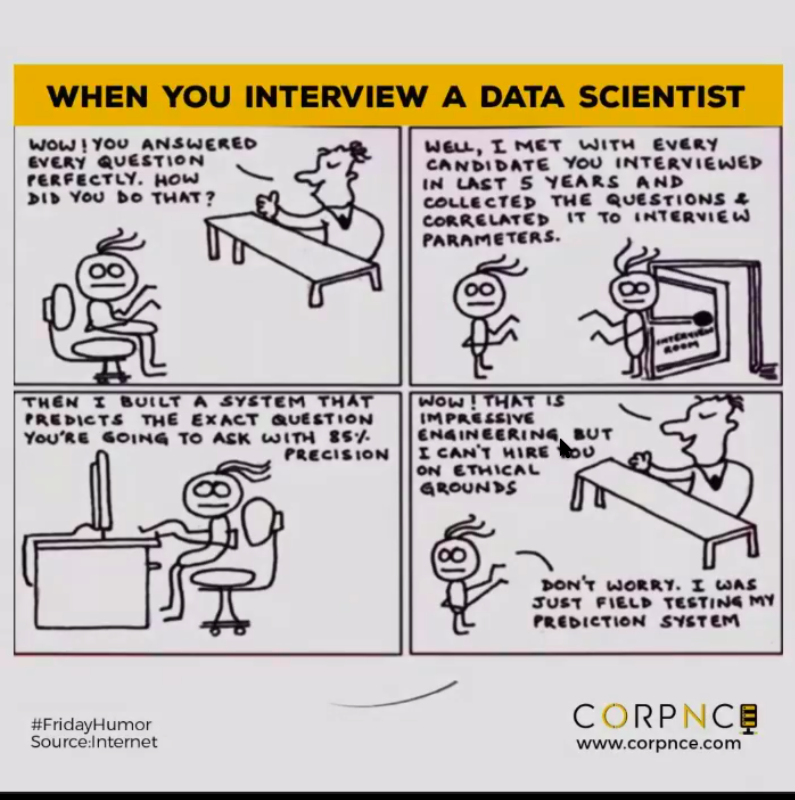 WHEN YOU INTERVIEW A DATA SCIENTIST
WOW! YOU ANSWERED
EVERY QUESTION
PERFECTLY. HOW
DID YOU DO THAT?
WELL, I MET WITH EVERY
CANDIDATE YOU INTERVIEWED
IN LAST 5 YEARS AND
COLLECTED THE QUESTIONS &
CORRELATED IT TO INTERVIEW
PARAMETERS.
INTERVIEW
ROOM
THEN I BUILT A SYSTEM THAT
PREDICTS THE EXACT QUESTION
YOU'RE GOING TO ASK WITH 85%
PRECISION
WOW! THAT IS
IMPRESSIVE
ENGINEERING, BUT
I CAN'T HIRE YOU
ON ETHICAL
GROUNDS
DON'T WORRY. I WAS
JUST FIELD TESTING MY
PREDICTION SYSTEM
#FridayHumor
Source:Internet
CORPNCE
www.corpnce.com